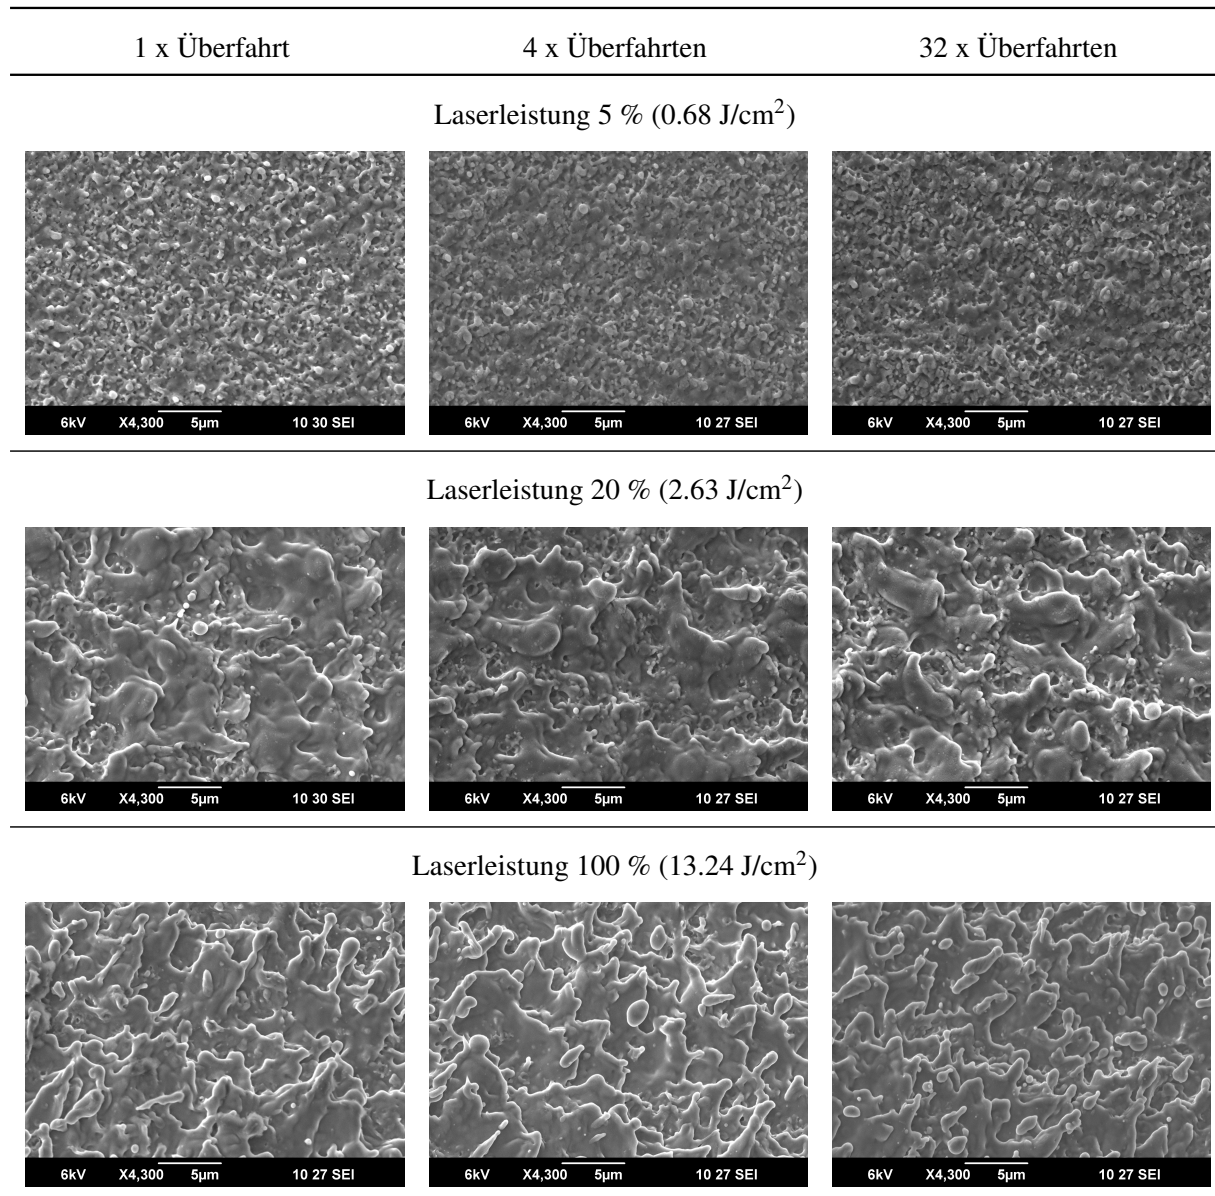 1 x Überfahrt 4 x Überfahrten 32 x Überfahrten
Laserleistung 5 % (0.68 J/cm²)
6kV X4,300 5µm 10 30 SEI
6kV X4,300 5µm 10 27 SEI
6kV X4,300 5µm 10 27 SEI
Laserleistung 20 % (2.63 J/cm²)
6kV X4,300 5µm 10 30 SEI
6kV X4,300 5µm 10 27 SEI
6kV X4,300 5µm 10 27 SEI
Laserleistung 100 % (13.24 J/cm²)
6kV X4,300 5µm 10 27 SEI
6kV X4,300 5µm 10 27 SEI
6kV X4,300 5µm 10 27 SEI